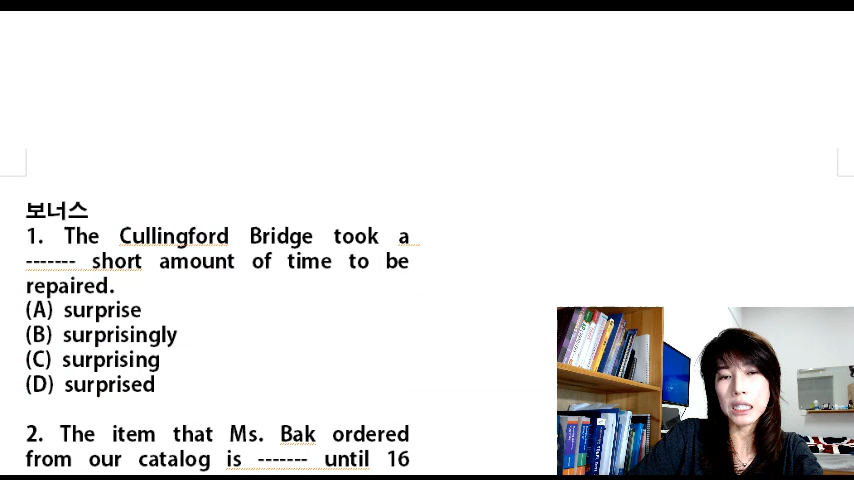 보너스
1. The Cullingford Bridge took a
------- short amount of time to be
repaired.
(A) surprise
(B) surprisingly
(C) surprising
(D) surprised
2. The item that Ms. Bak ordered
from our catalog is ------- until 16